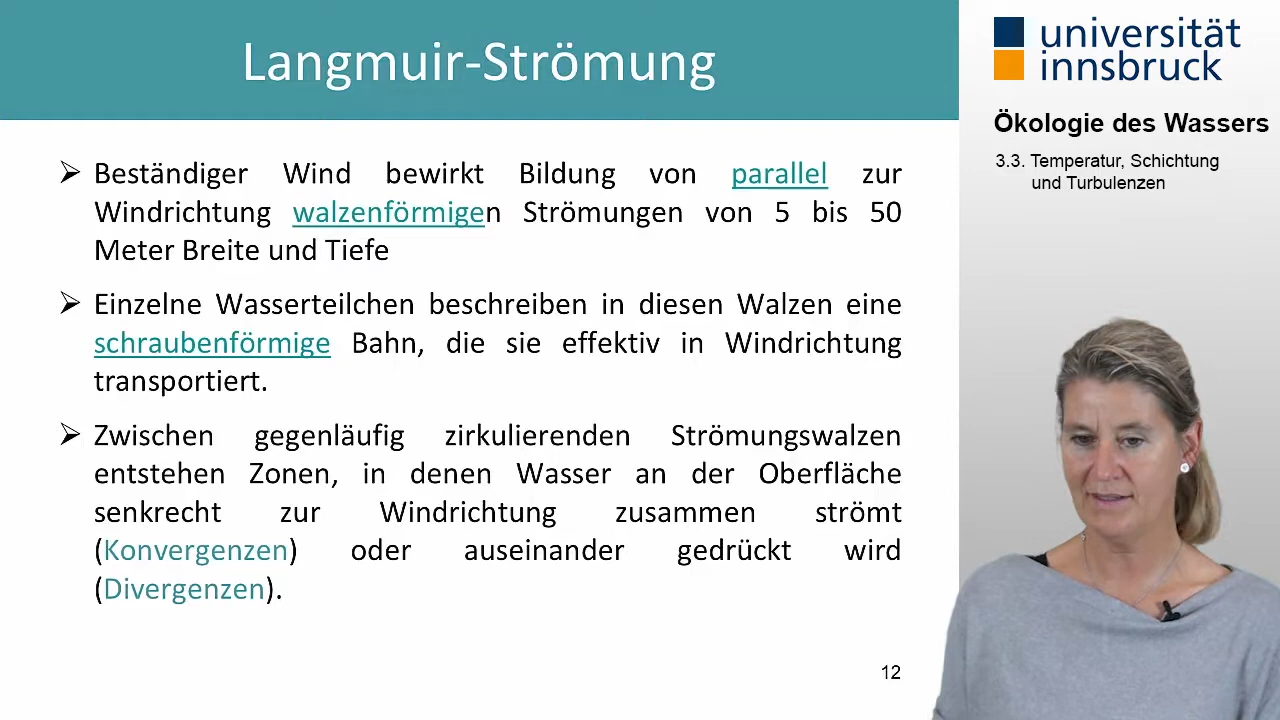 Langmuir-Strömung
➢ Beständiger Wind bewirkt Bildung von parallel zur
Windrichtung walzenförmigen Strömungen von 5 bis 50
Meter Breite und Tiefe
➢ Einzelne Wasserteilchen beschreiben in diesen Walzen eine
schraubenförmige Bahn, die sie effektiv in Windrichtung
transportiert.
➢ Zwischen gegenläufig zirkulierenden Strömungswalzen
entstehen Zonen, in denen Wasser an der Oberfläche
senkrecht zur Windrichtung zusammen strömt
(Konvergenzen) oder auseinander gedrückt wird
(Divergenzen).
12
universität
innsbruck
Ökologie des Wassers
3.3. Temperatur, Schichtung
und Turbulenzen